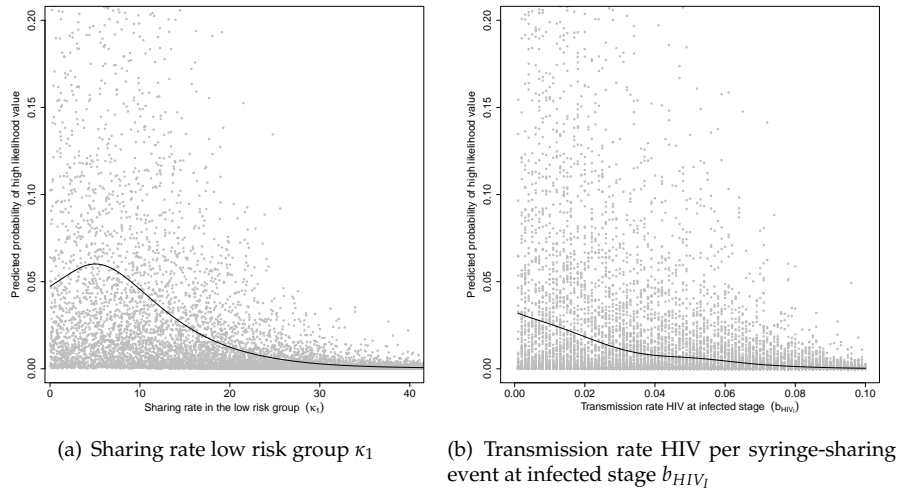 Predicted probability of high likelihood value
0.00 0.05 0.10 0.15 0.20
0 10 20 30 40
Sharing rate in the low risk group (κ1)
(a) Sharing rate low risk group κ1
Predicted probability of high likelihood value
0.00 0.05 0.10 0.15 0.20
0.00 0.02 0.04 0.06 0.08 0.10
Transmission rate HIV at infected stage (bHIVI)
(b) Transmission rate HIV per syringe-sharing
event at infected stage bHIVI